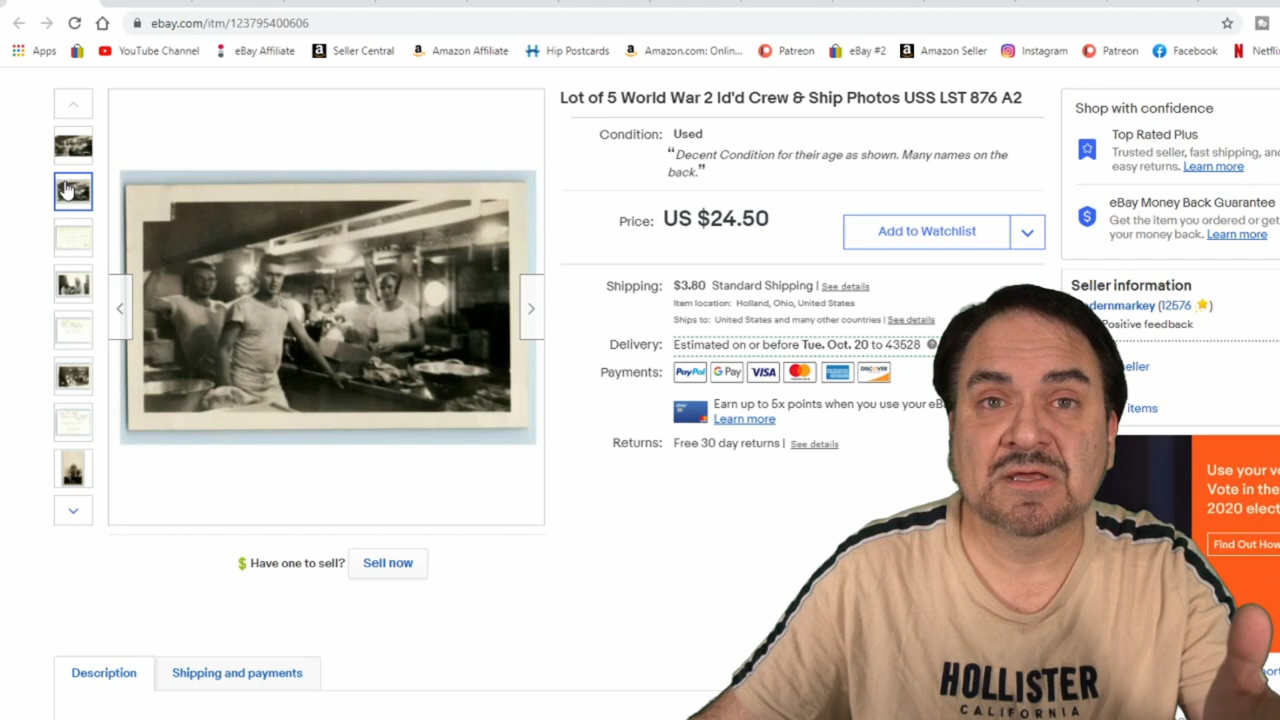 ebay.com/itm/123795400606
Apps YouTube Channel eBay Affiliate Seller Central Amazon Affiliate Hip Postcards Amazon.com: Onlin... Patreon eBay #2 Amazon Seller Instagram Patreon Facebook Netfli
Lot of 5 World War 2 Id'd Crew & Ship Photos USS LST 876 A2
Condition: Used
“Decent Condition for their age as shown. Many names on the
back.”
Price: US $24.50
Add to Watchlist
Shipping: $3.80 Standard Shipping | See details
Item location: Holland, Ohio, United States
Ships to: United States and many other countries | See details
Delivery: Estimated on or before Tue. Oct. 20 to 43528
Payments: PayPal G Pay VISA MasterCard DISCOVER
Earn up to 5x points when you use your eB
Learn more
Returns: Free 30 day returns | See details
Shop with confidence
Top Rated Plus
Trusted seller, fast shipping, and
easy returns. Learn more
eBay Money Back Guarantee
Get the item you ordered or get
your money back. Learn more
Seller information
dernmarkey (12576)
Positive feedback
eller
items
Use your vo
Vote in the
2020 elect
Find Out How
ort
Have one to sell? Sell now
Description
Shipping and payments
HOLLISTER
CALIFORNIA